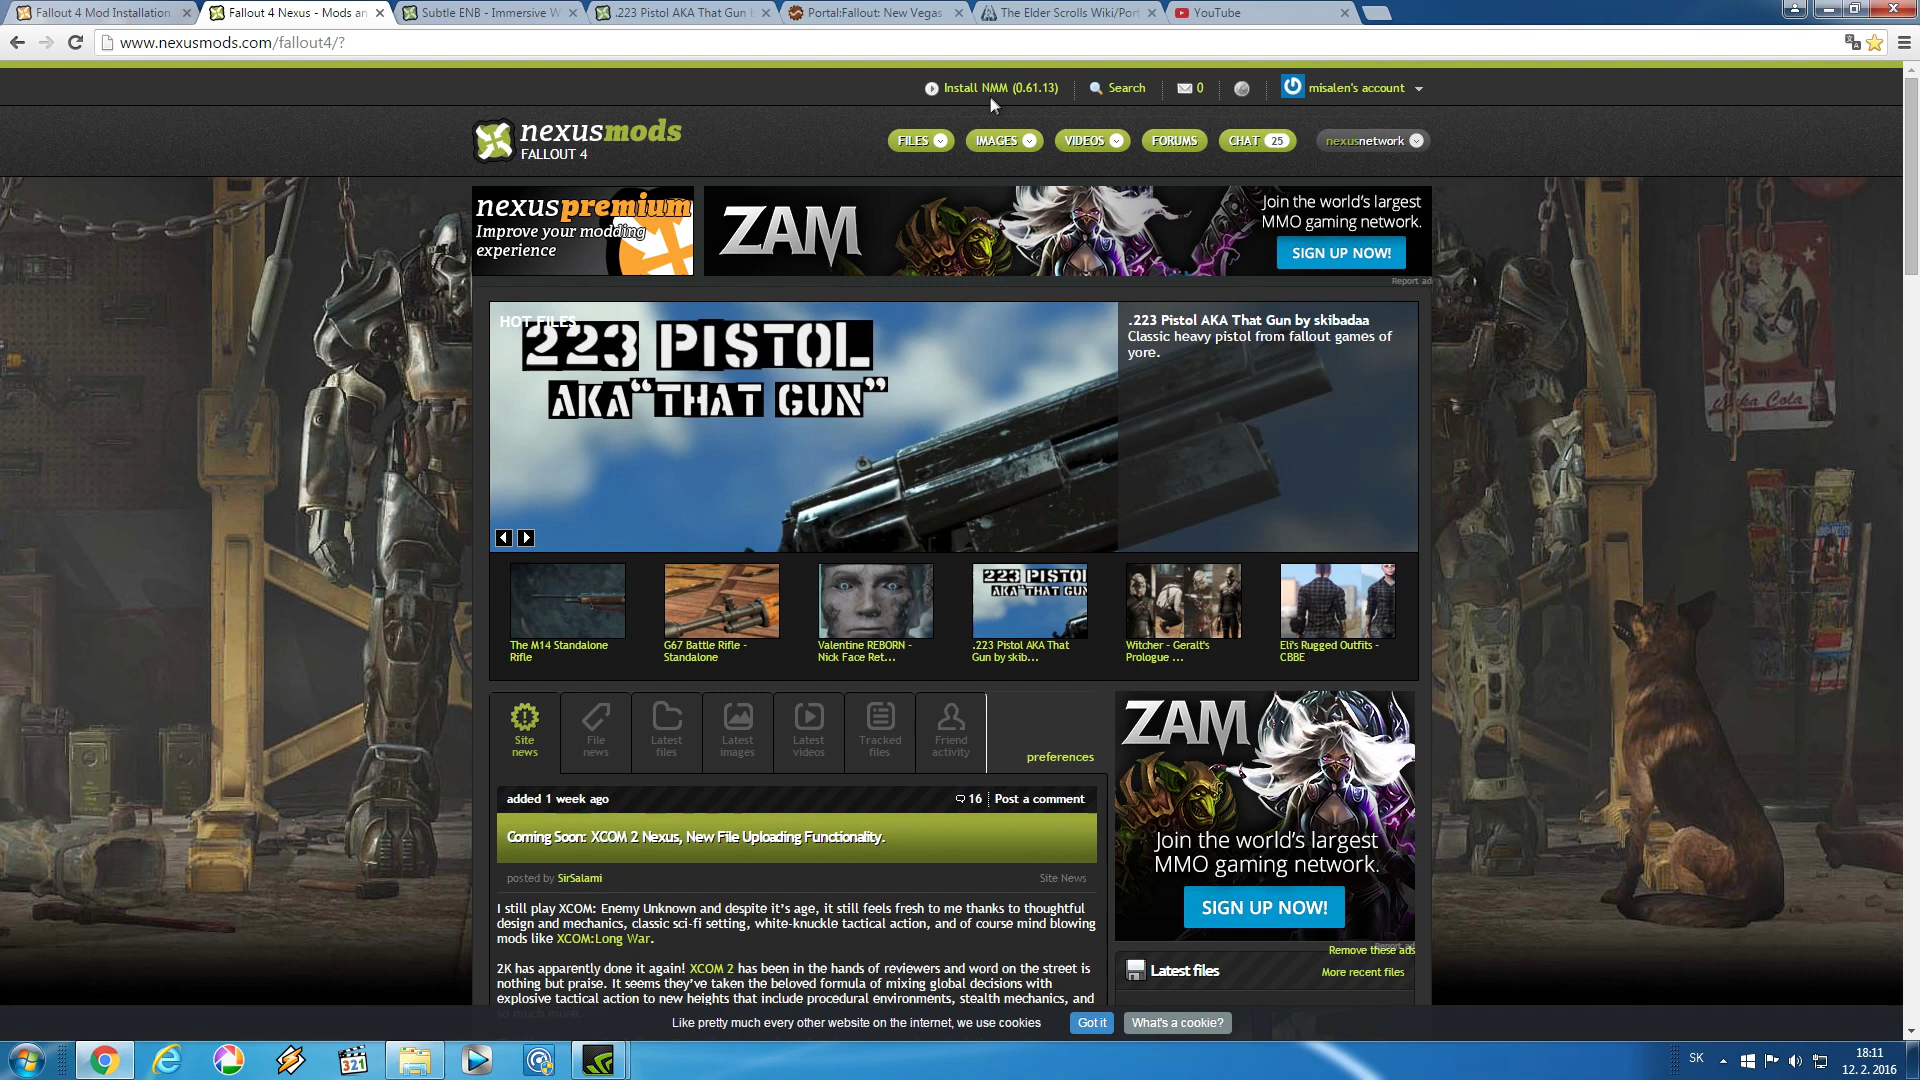 Fallout 4 Mod Installation
Fallout 4 Nexus - Mods an
Subtle ENB - Immersive W
.223 Pistol AKA That Gun b
Portal:Fallout: New Vegas
The Elder Scrolls Wiki/Port
YouTube
www.nexusmods.com/fallout4/?
Install NMM (0.61.13)
Search
0
misalen's account
nexusmods
FALLOUT 4
FILES
IMAGES
VIDEOS
FORUMS
CHAT 25
nexusnetwork
nexuspremium
Improve your modding
experience
ZAM
Join the world's largest
MMO gaming network.
SIGN UP NOW!
Report ad
HOT FILES
223 PISTOL
AKA"THAT GUN"
.223 Pistol AKA That Gun by skibadaa
Classic heavy pistol from fallout games of
yore.
The M14 Standalone
Rifle
G67 Battle Rifle -
Standalone
Valentine REBORN -
Nick Face Ret...
223 PISTOL
AKA"THAT GUN
.223 Pistol AKA That
Gun by skib...
Witcher - Geralt's
Prologue ...
Eli's Rugged Outfits -
CBBE
Site
news
File
news
Latest
files
Latest
images
Latest
videos
Tracked
files
Friend
activity
preferences
added 1 week ago
16
Post a comment
Coming Soon: XCOM 2 Nexus, New File Uploading Functionality.
posted by SirSalami
Site News
I still play XCOM: Enemy Unknown and despite it's age, it still feels fresh to me thanks to thoughtful
design and mechanics, classic sci-fi setting, white-knuckle tactical action, and of course mind blowing
mods like XCOM:Long War.
2K has apparently done it again! XCOM 2 has been in the hands of reviewers and word on the street is
nothing but praise. It seems they've taken the beloved formula of mixing global decisions with
explosive tactical action to new heights that include procedural environments, stealth mechanics, and
so much more.
ZAM
Join the world's largest
MMO gaming network.
SIGN UP NOW!
Report ad
Remove these ads
Latest files
More recent files
Like pretty much every other website on the internet, we use cookies
Got it
What's a cookie?
321
SK
18:11
12. 2. 2016